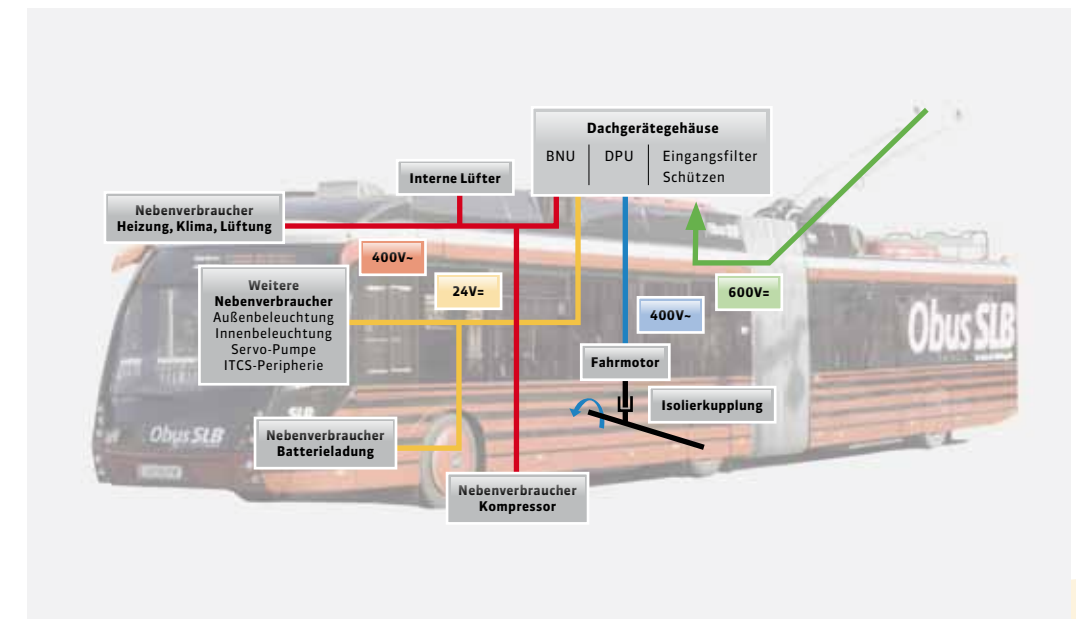 Dachgerätegehäuse
BNU
DPU
Eingangsfilter
Schützen
Interne Lüfter
Nebenverbraucher
Heizung, Klima, Lüftung
400V~
24V=
Weitere
Nebenverbraucher
Außenbeleuchtung
Innenbeleuchtung
Servo-Pumpe
ITCS-Peripherie
600V=
400V~
Fahrmotor
Isolierkupplung
Nebenverbraucher
Batterieladung
Nebenverbraucher
Kompressor
Obus SLB
SLB
Obus SLB